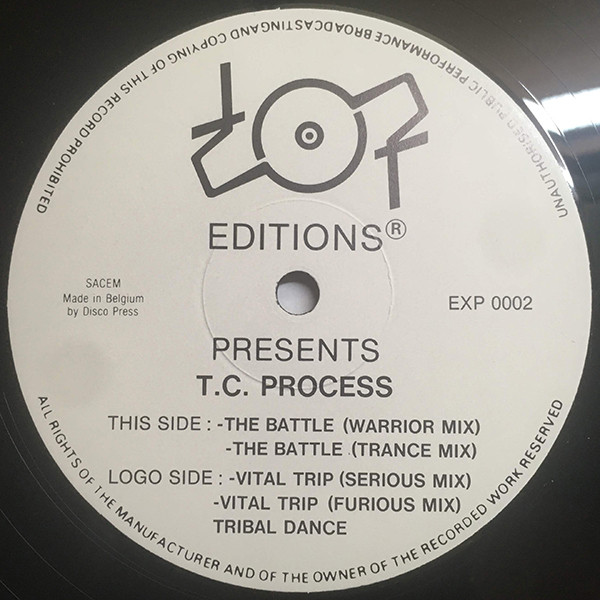 UNAUTHORISED PUBLIC PERFORMANCE BROADCASTING AND COPYING OF THIS RECORD PROHIBITED
EDITIONS®
SACEM
Made in Belgium
by Disco Press
EXP 0002
PRESENTS
T.C. PROCESS
THIS SIDE : -THE BATTLE (WARRIOR MIX)
-THE BATTLE (TRANCE MIX)
LOGO SIDE : -VITAL TRIP (SERIOUS MIX)
-VITAL TRIP (FURIOUS MIX)
TRIBAL DANCE
ALL RIGHTS OF THE MANUFACTURER AND OF THE OWNER OF THE RECORDED WORK RESERVED